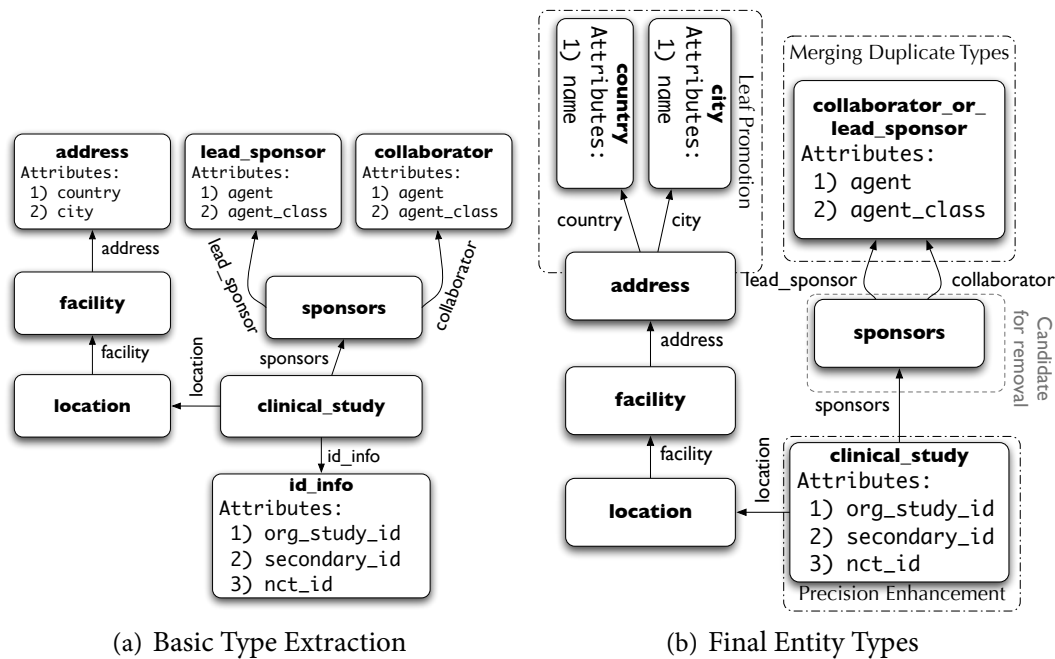 address
Attributes:
1) country
2) city
lead_sponsor
Attributes:
1) agent
2) agent_class
collaborator
Attributes:
1) agent
2) agent_class
address
lead_sponsor
collaborator
facility
sponsors
facility
location
sponsors
location
clinical_study
id_info
id_info
Attributes:
1) org_study_id
2) secondary_id
3) nct_id
(a) Basic Type Extraction
country
Attributes:
1) name
city
Attributes:
1) name
Leaf Promotion
country
city
Merging Duplicate Types
collaborator_or_
lead_sponsor
Attributes:
1) agent
2) agent_class
address
lead_sponsor
collaborator
sponsors
Candidate
for removal
address
facility
sponsors
facility
location
location
clinical_study
Attributes:
1) org_study_id
2) secondary_id
3) nct_id
Precision Enhancement
(b) Final Entity Types